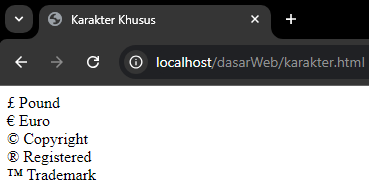 Karakter Khusus
localhost/dasarWeb/karakter.html
£ Pound
€ Euro
© Copyright
® Registered
™ Trademark